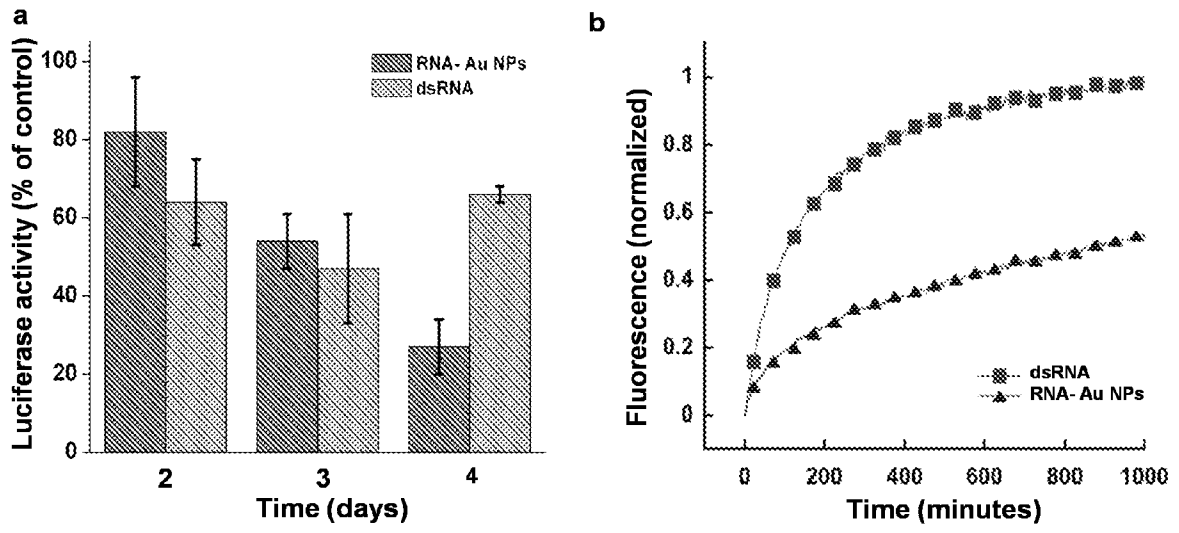 a
Luciferase activity (% of control)
100
80
60
40
20
0
RNA- Au NPs
dsRNA
2 3 4
Time (days)
b
Fluorescence (normalized)
1
0.8
0.6
0.4
0.2
0
dsRNA
RNA- Au NPs
0 200 400 600 800 1000
Time (minutes)